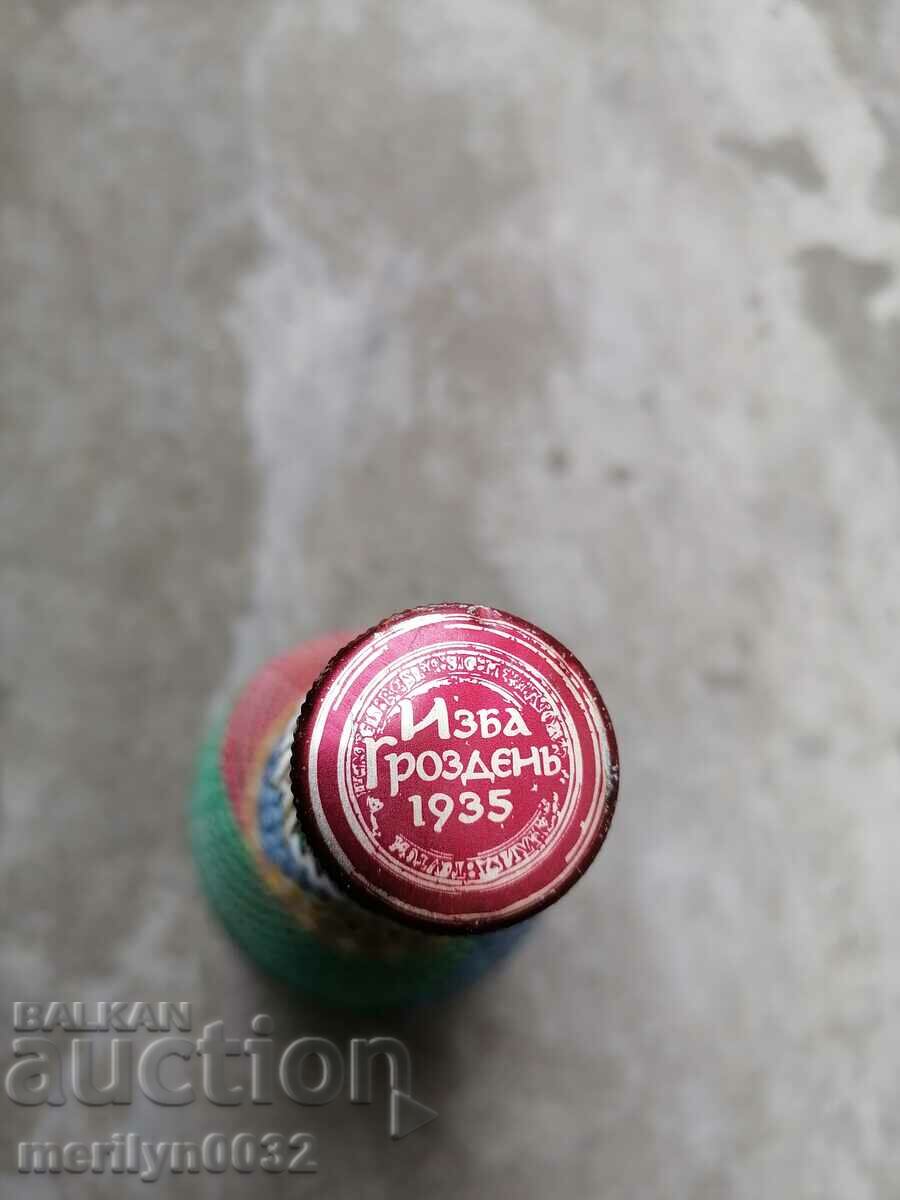 Изба
Гроздень
1935
BALKAN
auction
merilyn0032